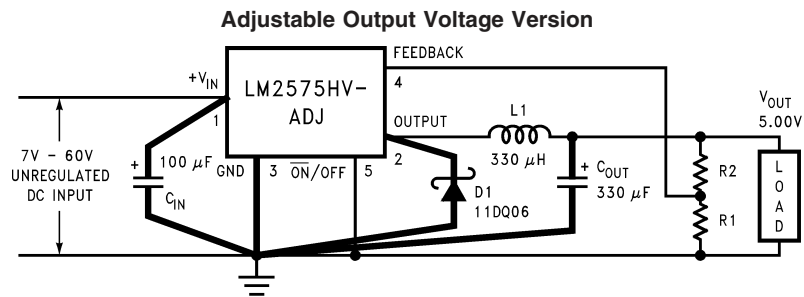 Adjustable Output Voltage Version
FEEDBACK
+VIN
LM2575HV-
ADJ
4
1
OUTPUT
L1
VOUT
5.00V
7V – 60V
UNREGULATED
DC INPUT
+
100 μF
CIN
GND
3
ON/OFF
5
2
330 μH
D1
11DQ06
+
COUT
330 μF
R2
R1
LOAD